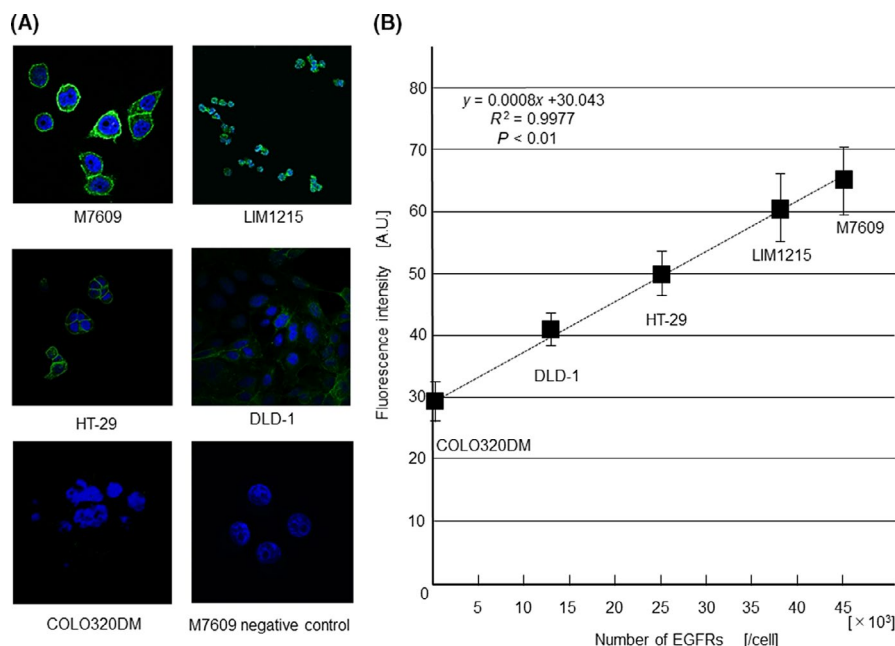 (A)
M7609
LIM1215
HT-29
DLD-1
COLO320DM
M7609 negative control
(B)
80
70
60
50
40
30
20
10
0
Fluorescence intensity [A.U.]
y = 0.0008x +30.043
R² = 0.9977
P < 0.01
M7609
LIM1215
HT-29
DLD-1
COLO320DM
5 10 15 20 25 30 35 40 45
[×10³]
Number of EGFRs [/cell]